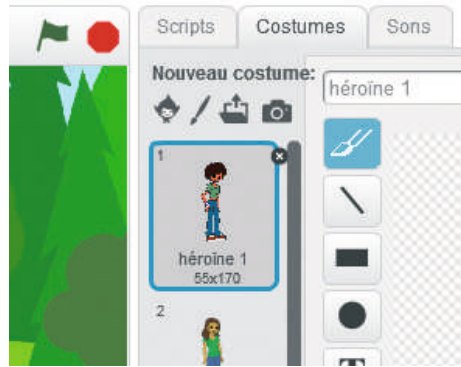 Scripts Costumes Sons
Nouveau costume:
héroïne 1
1
héroïne 1
55x170
2
T